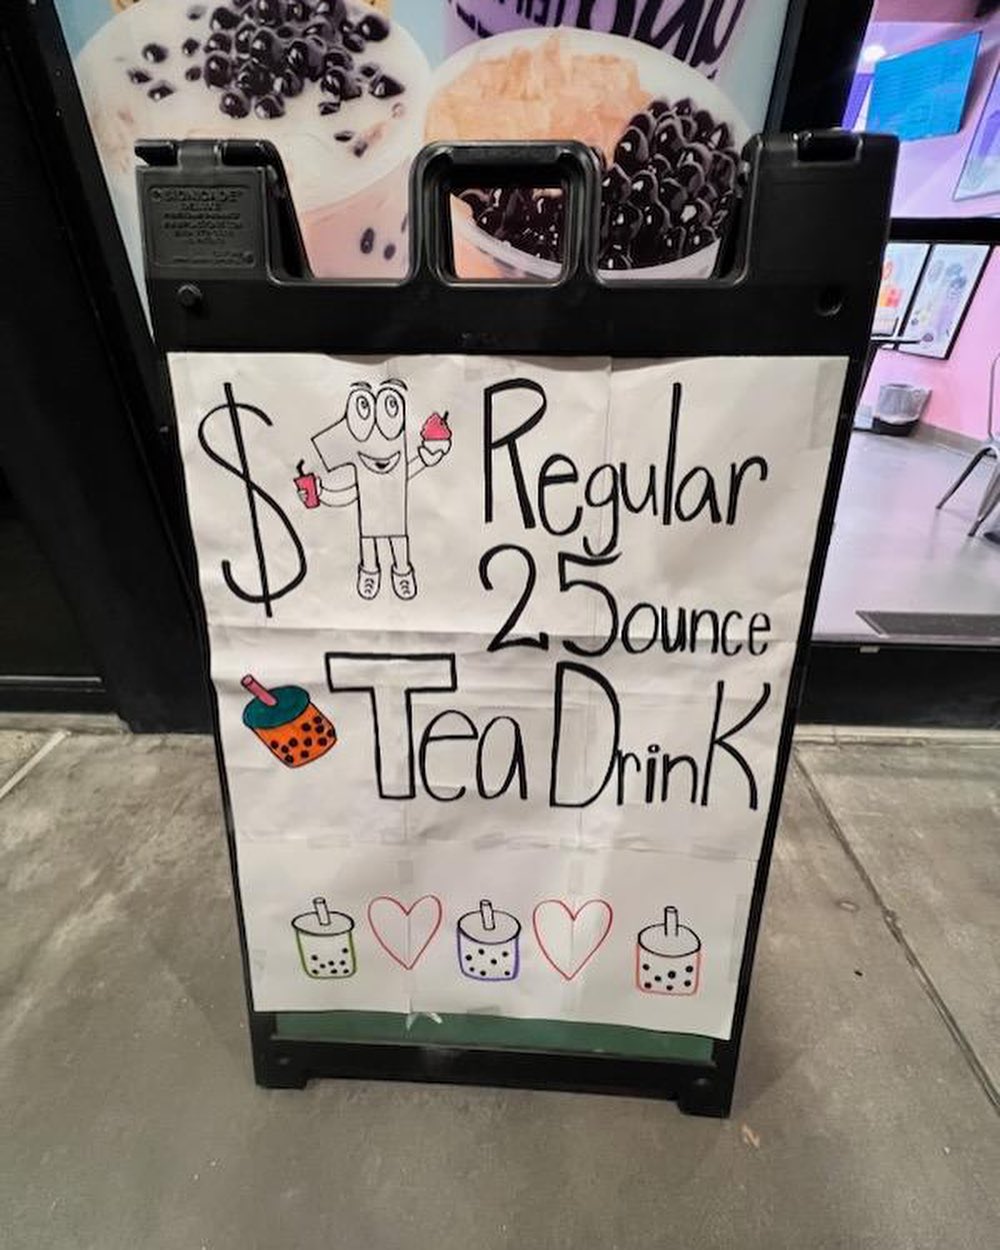 $1 Regular
25ounce
Tea DrinK